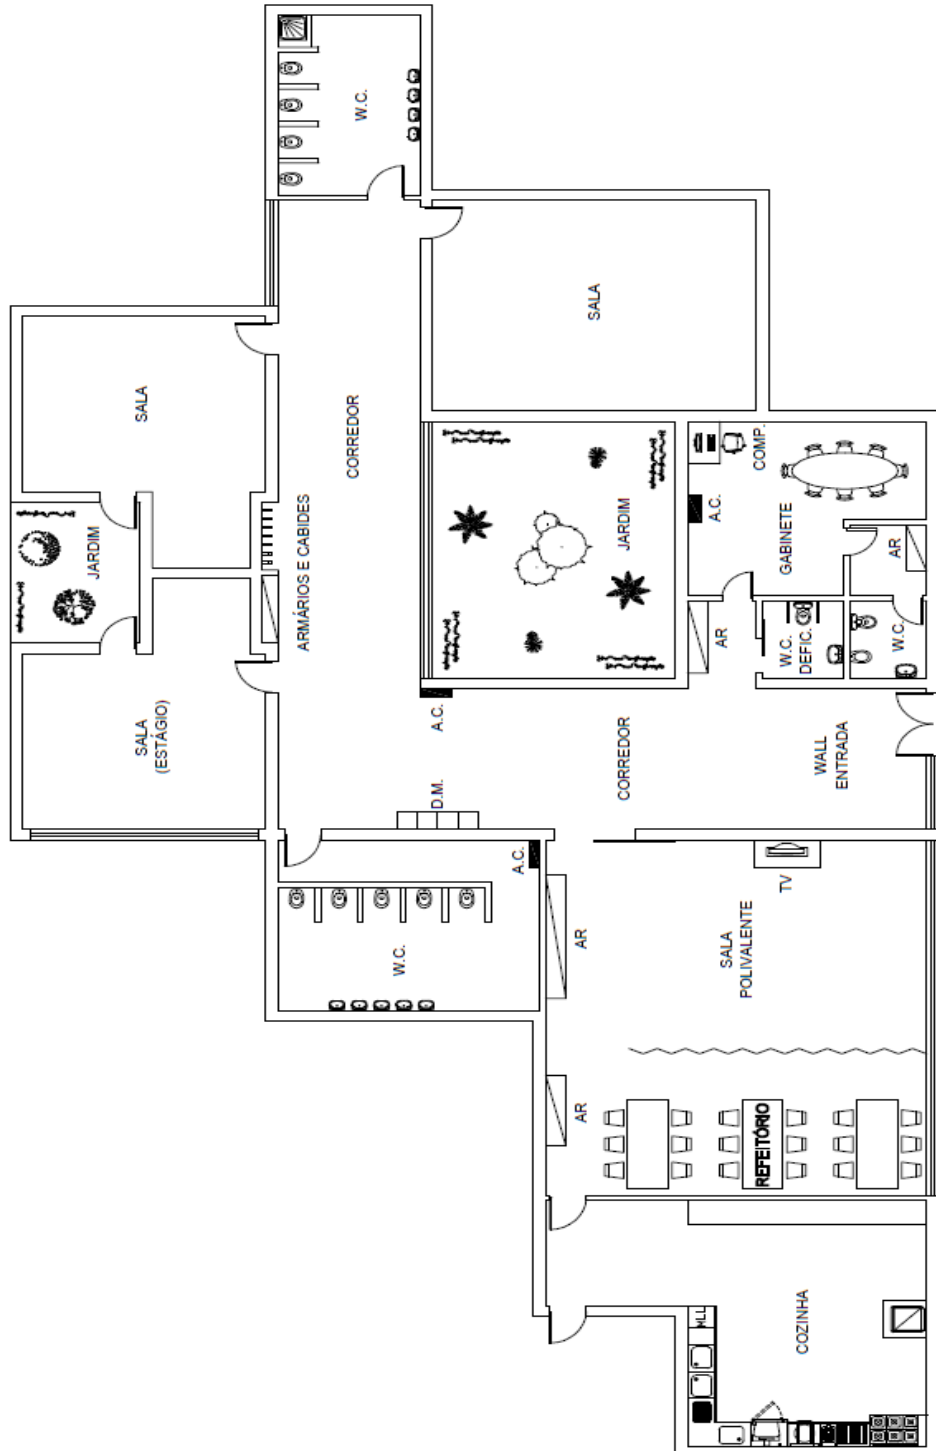 W.C.
SALA
SALA
CORREDOR
ARMÁRIOS E CABIDES
JARDIM
JARDIM
COMP.
A.C.
GABINETE
AR
AR
W.C.
DEFIC.
W.C.
SALA
(ESTÁGIO)
A.C.
D.M.
CORREDOR
WALL
ENTRADA
A.C.
W.C.
AR
TV
SALA
POLIVALENTE
AR
REFEITÓRIO
MLL
COZINHA